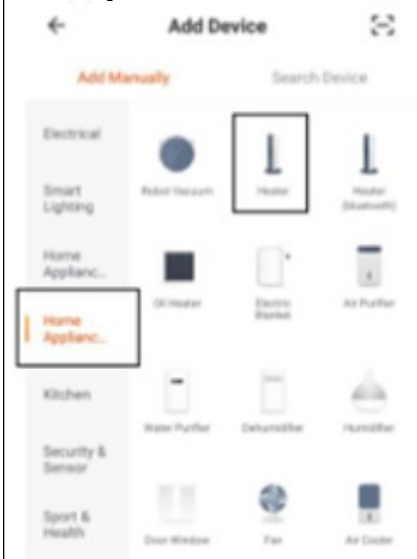 Add Device
Add Manually
Search Device
Electrical
Smart
Lighting
Home
Applianc...
Home
Applianc...
Kitchen
Security &
Sensor
Sport &
Health
Robot Vacuum
Heater
Heater
(bluetooth)
Oil Heater
Electric
Blanket
Air Purifier
Water Purifier
Dehumidifier
Humidifier
Door Window
Fan
Air Cooler